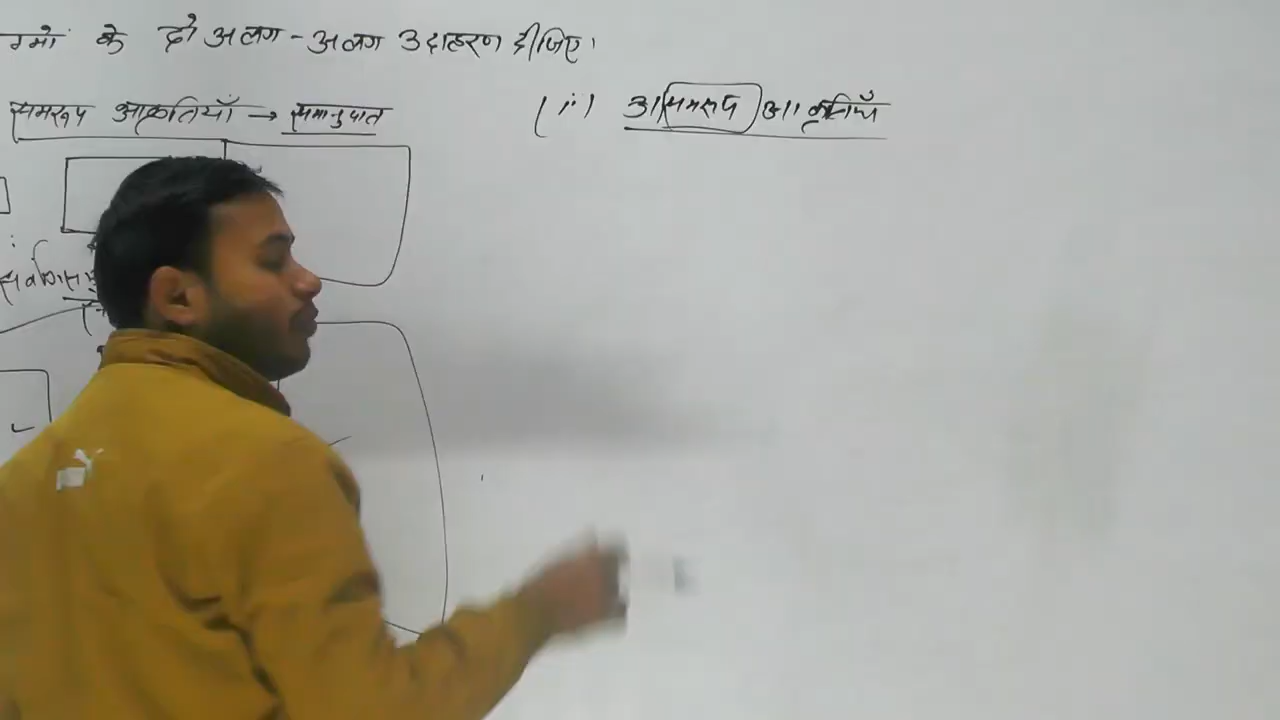 ग्मों के दो अलग-अलग उदाहरण दीजिए।
समरूप आकृतियाँ → समानुपात
(ii) असमरूप आकृतियाँ